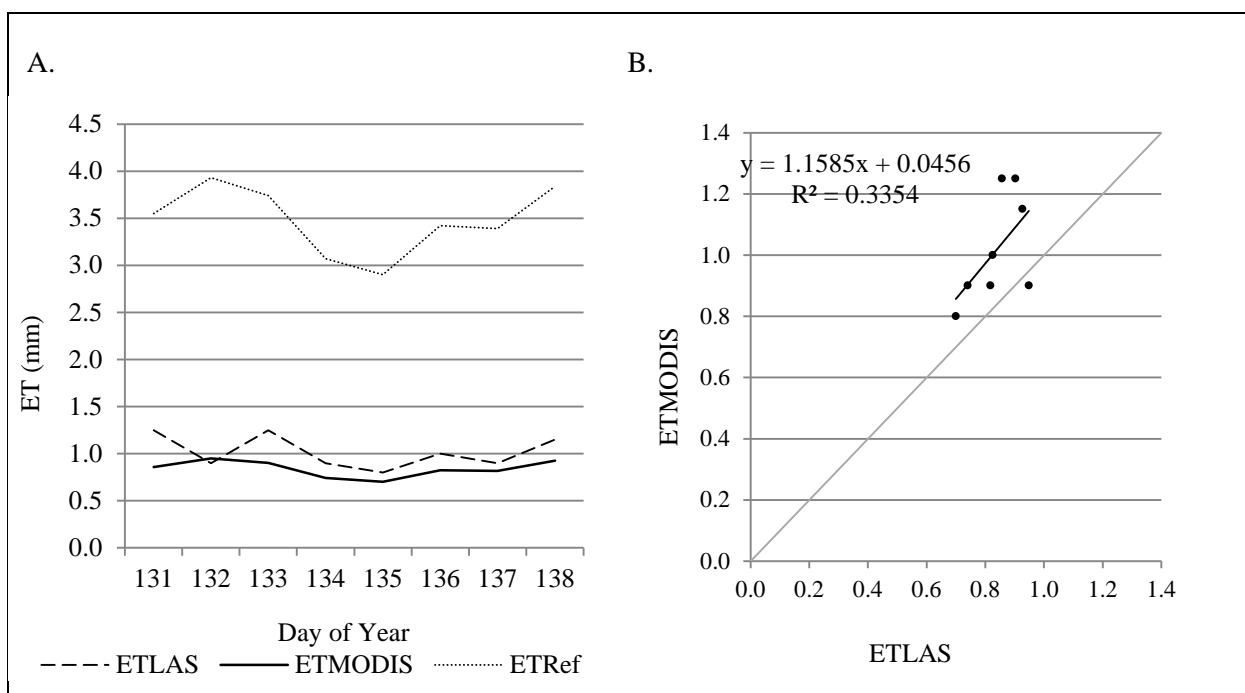 A.
4.5
4.0
3.5
3.0
2.5
2.0
1.5
1.0
0.5
0.0
ET (mm)
131 132 133 134 135 136 137 138
Day of Year
ETLAS ETMODIS ETRef
B.
1.4
1.2
1.0
0.8
0.6
0.4
0.2
0.0
y = 1.1585x + 0.0456
R² = 0.3354
ETMODIS
0.0 0.2 0.4 0.6 0.8 1.0 1.2 1.4
ETLAS